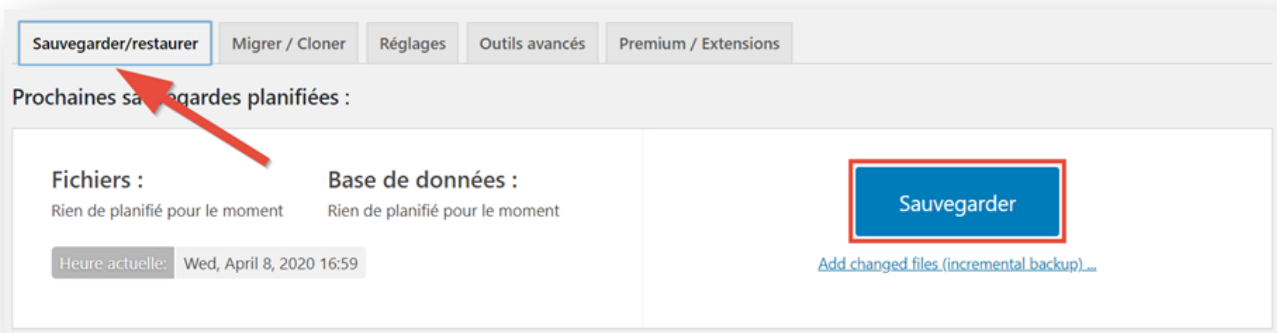 Sauvegarder/restaurer Migrer / Cloner Réglages Outils avancés Premium / Extensions
Prochaines sauvegardes planifiées :
Fichiers : Base de données :
Rien de planifié pour le moment Rien de planifié pour le moment
Heure actuelle: Wed, April 8, 2020 16:59
Sauvegarder
Add changed files (incremental backup) ...